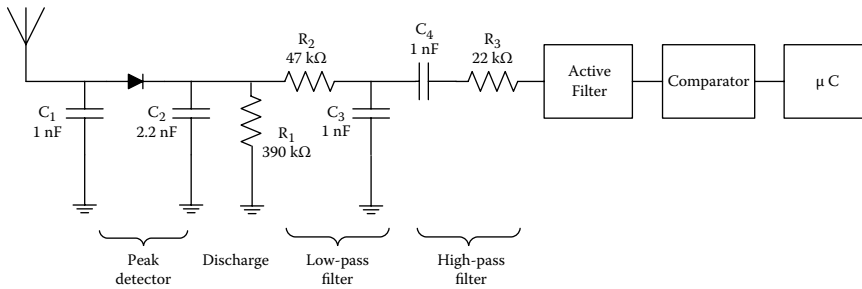 C1
1 nF
C2
2.2 nF
R1
390 kΩ
R2
47 kΩ
C3
1 nF
C4
1 nF
R3
22 kΩ
Active
Filter
Comparator
µ C
Peak
detector
Discharge
Low-pass
filter
High-pass
filter